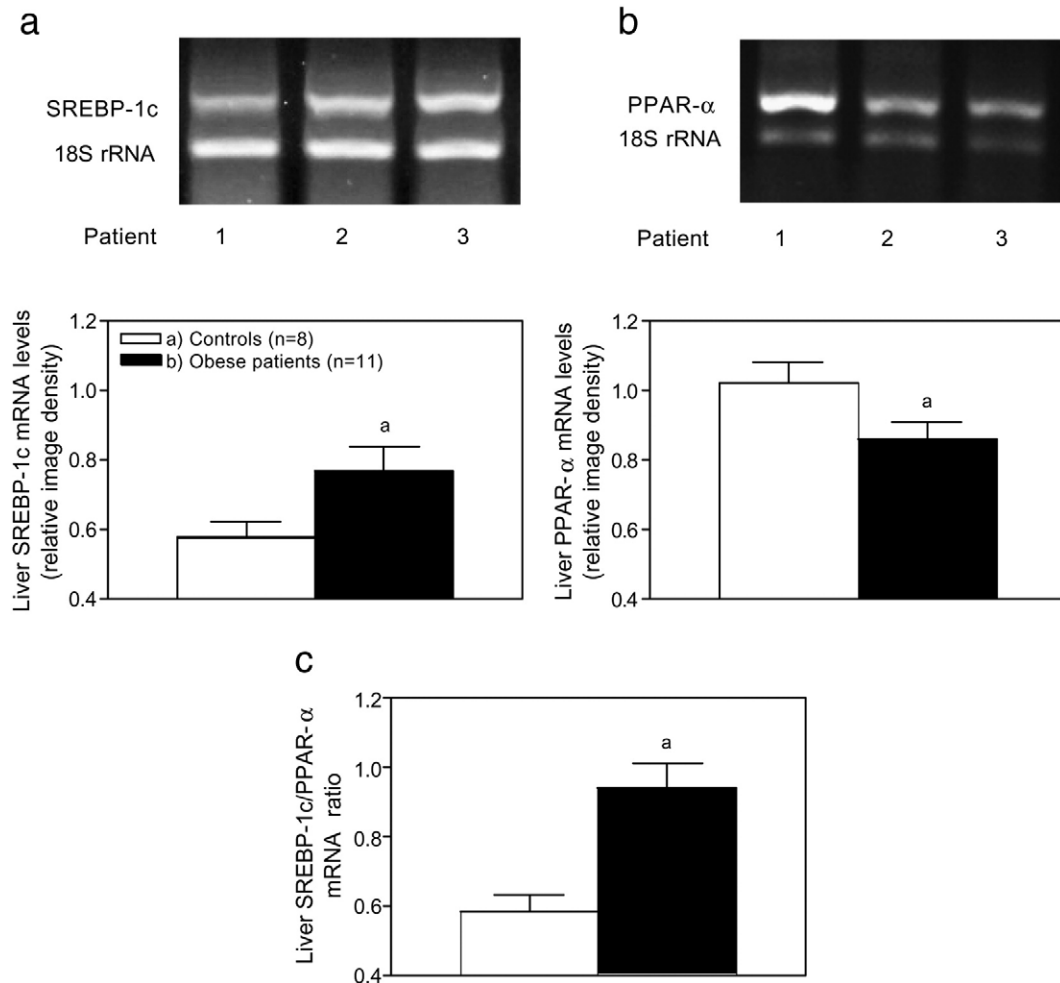 a
SREBP-1c
18S rRNA
Patient 1 2 3
Liver SREBP-1c mRNA levels
(relative image density)
1.2
1.0
0.8
0.6
0.4
a) Controls (n=8)
b) Obese patients (n=11)
a
b
PPAR-α
18S rRNA
Patient 1 2 3
Liver PPAR-α mRNA levels
(relative image density)
1.2
1.0
0.8
0.6
0.4
a
c
Liver SREBP-1c/PPAR-α
mRNA ratio
1.2
1.0
0.8
0.6
0.4
a